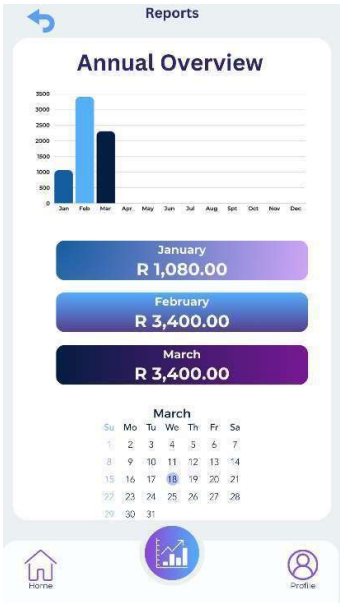 Reports
Annual Overview
3500
3000
2500
2000
1500
1000
500
0
Jan Feb Mar Apr May Jun Jul Aug Spt Oct Nov Dec
January
R 1,080.00
February
R 3,400.00
March
R 3,400.00
March
Su Mo Tu We Th Fr Sa
1 2 3 4 5 6 7
8 9 10 11 12 13 14
15 16 17 18 19 20 21
22 23 24 25 26 27 28
29 30 31
Home
Profile